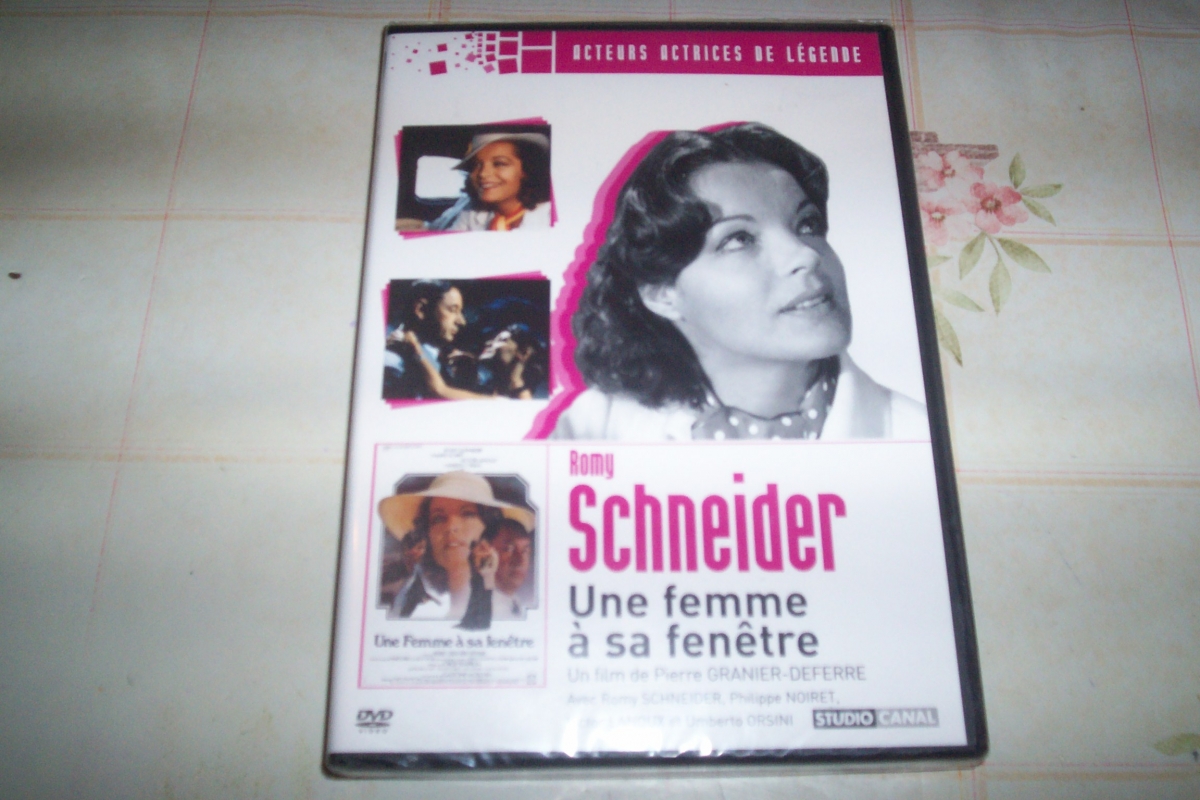 ACTEURS ACTRICES DE LÉGENDE
Romy
Schneider
Une femme
à sa fenêtre
Un film de Pierre GRANIER-DEFERRE
Avec Romy SCHNEIDER, Philippe NOIRET,
et Umberto ORSINI
STUDIO CANAL
Une Femme à sa fenêtre
DVD
VIDEO